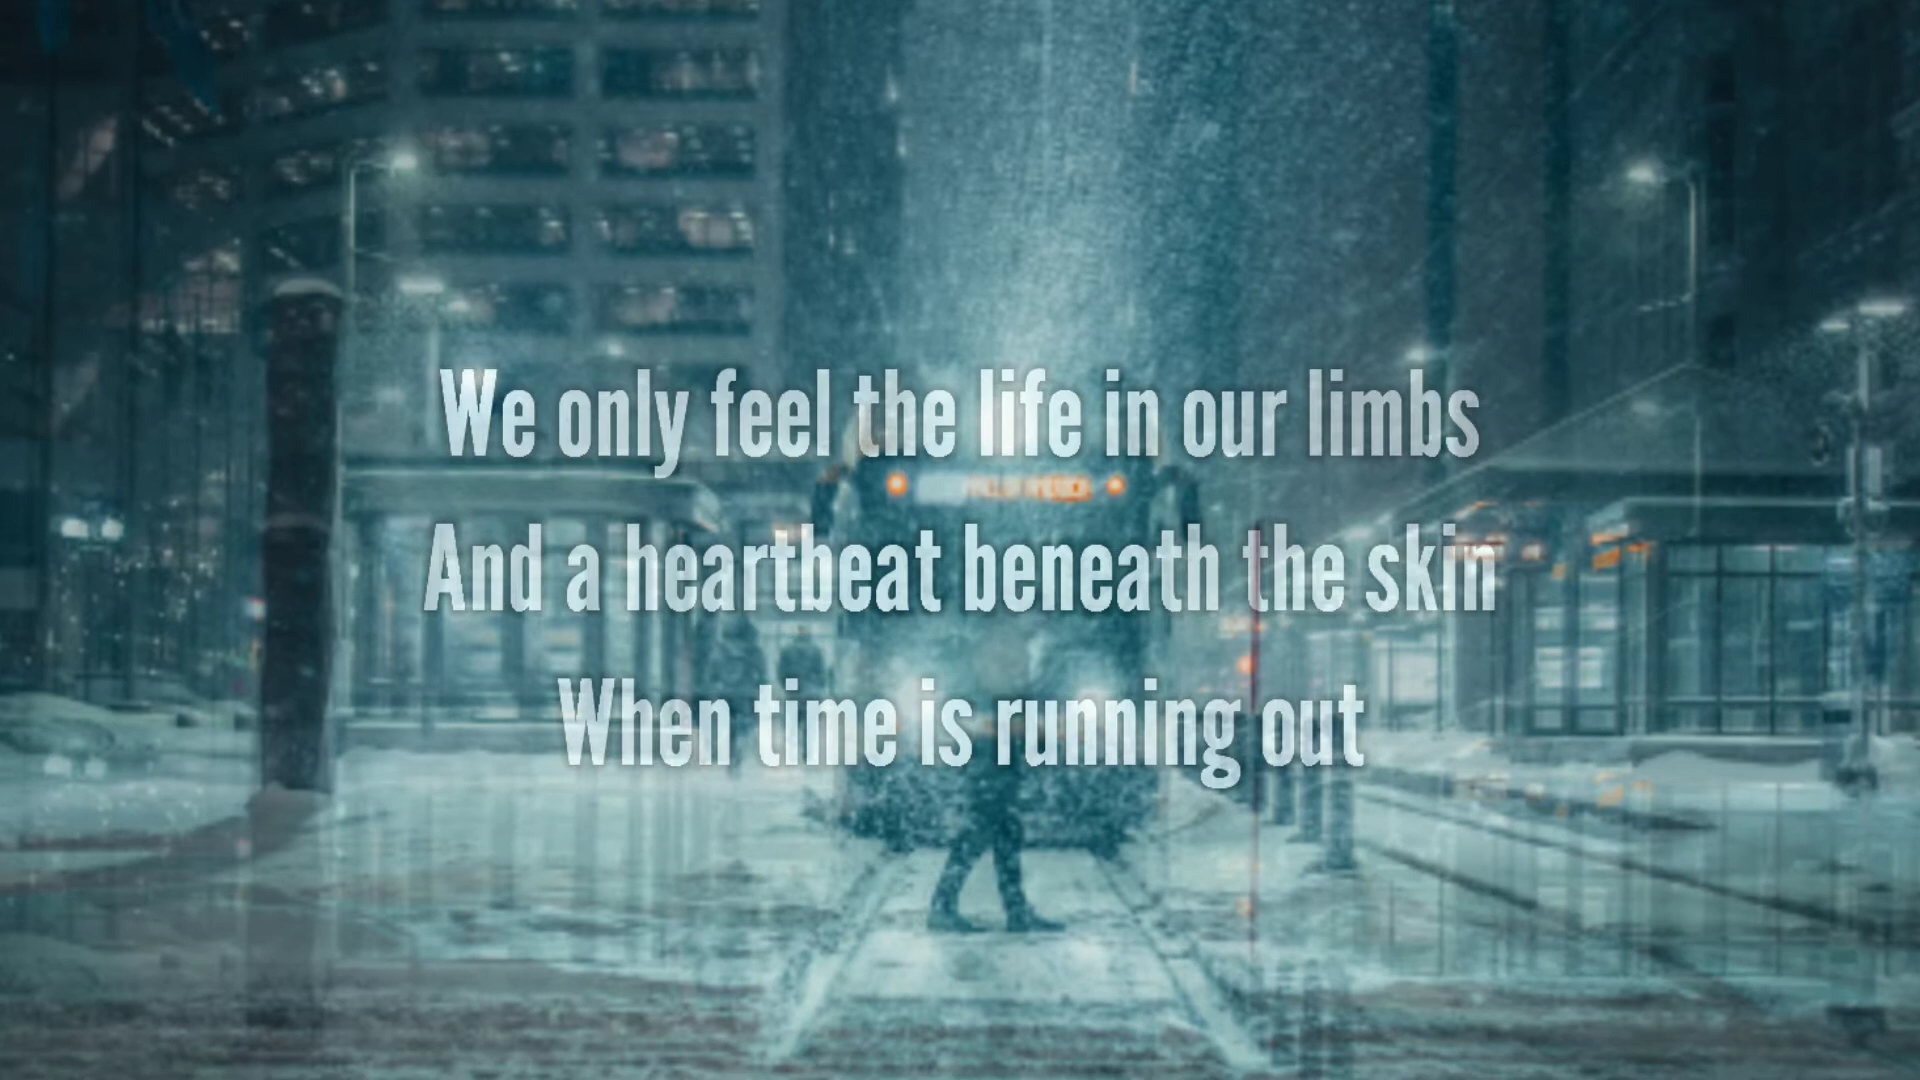 We only feel the life in our limbs
And a heartbeat beneath the skin
When time is running out